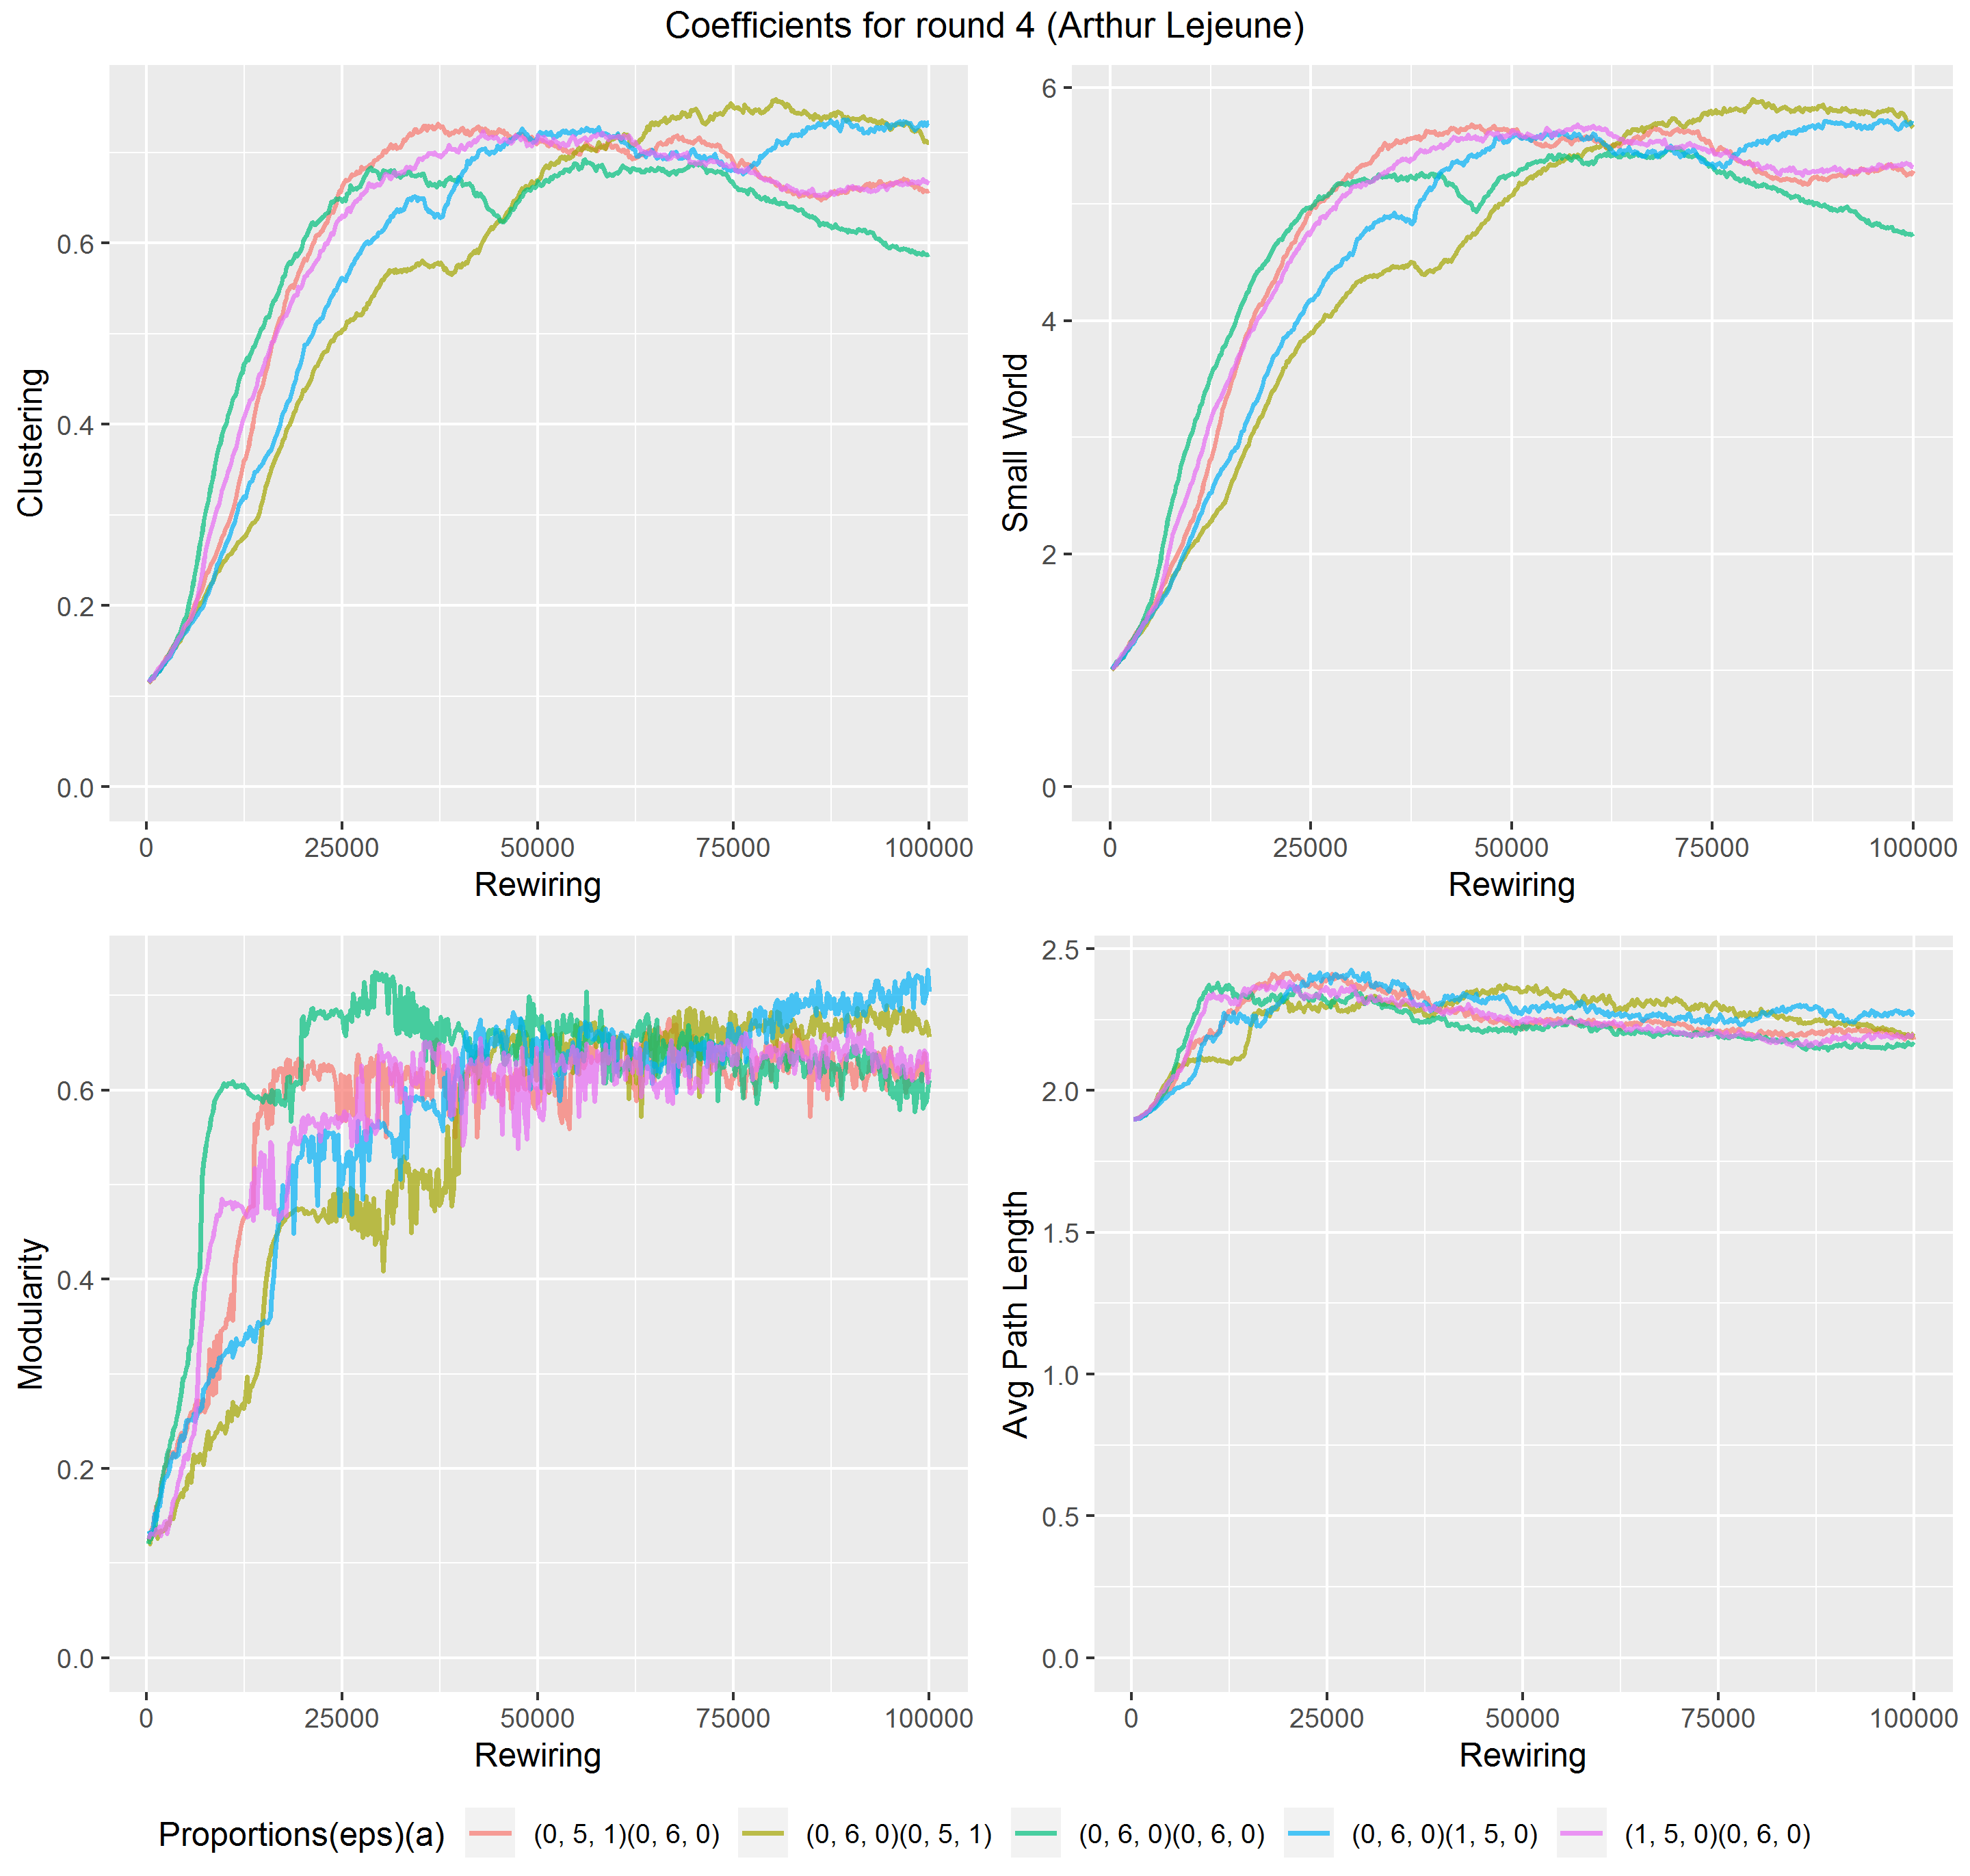 Coefficients for round 4 (Arthur Lejeune)
Clustering
0.6
0.4
0.2
0.0
0 25000 50000 75000 100000
Rewiring
Small World
6
4
2
0
0 25000 50000 75000 100000
Rewiring
Modularity
0.6
0.4
0.2
0.0
0 25000 50000 75000 100000
Rewiring
Avg Path Length
2.5
2.0
1.5
1.0
0.5
0.0
0 25000 50000 75000 100000
Rewiring
Proportions(eps)(a) (0, 5, 1)(0, 6, 0) (0, 6, 0)(0, 5, 1) (0, 6, 0)(0, 6, 0) (0, 6, 0)(1, 5, 0) (1, 5, 0)(0, 6, 0)